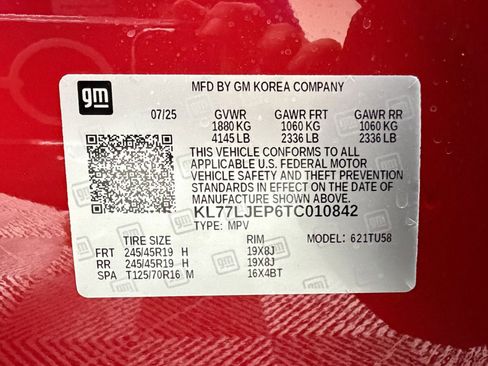 MFD BY GM KOREA COMPANY
gm
07/25 GVWR GAWR FRT GAWR RR
1880 KG 1060 KG 1060 KG
4145 LB 2336 LB 2336 LB
THIS VEHICLE CONFORMS TO ALL
APPLICABLE U.S. FEDERAL MOTOR
VEHICLE SAFETY AND THEFT PREVENTION
STANDARDS IN EFFECT ON THE DATE OF
MANUFACTURE SHOWN ABOVE.
KL77LJEP6TC010842
TYPE: MPV
TIRE SIZE RIM MODEL: 621TU58
FRT 245/45R19 H 19X8J
RR 245/45R19 H 19X8J
SPA T125/70R16 M 16X4BT